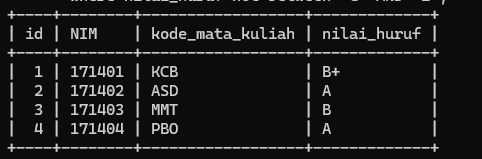 | id | NIM | kode_mata_kuliah | nilai_huruf |
| 1 | 171401 | KCB | B+ |
| 2 | 171402 | ASD | A |
| 3 | 171403 | MMT | B |
| 4 | 171404 | PBO | A |